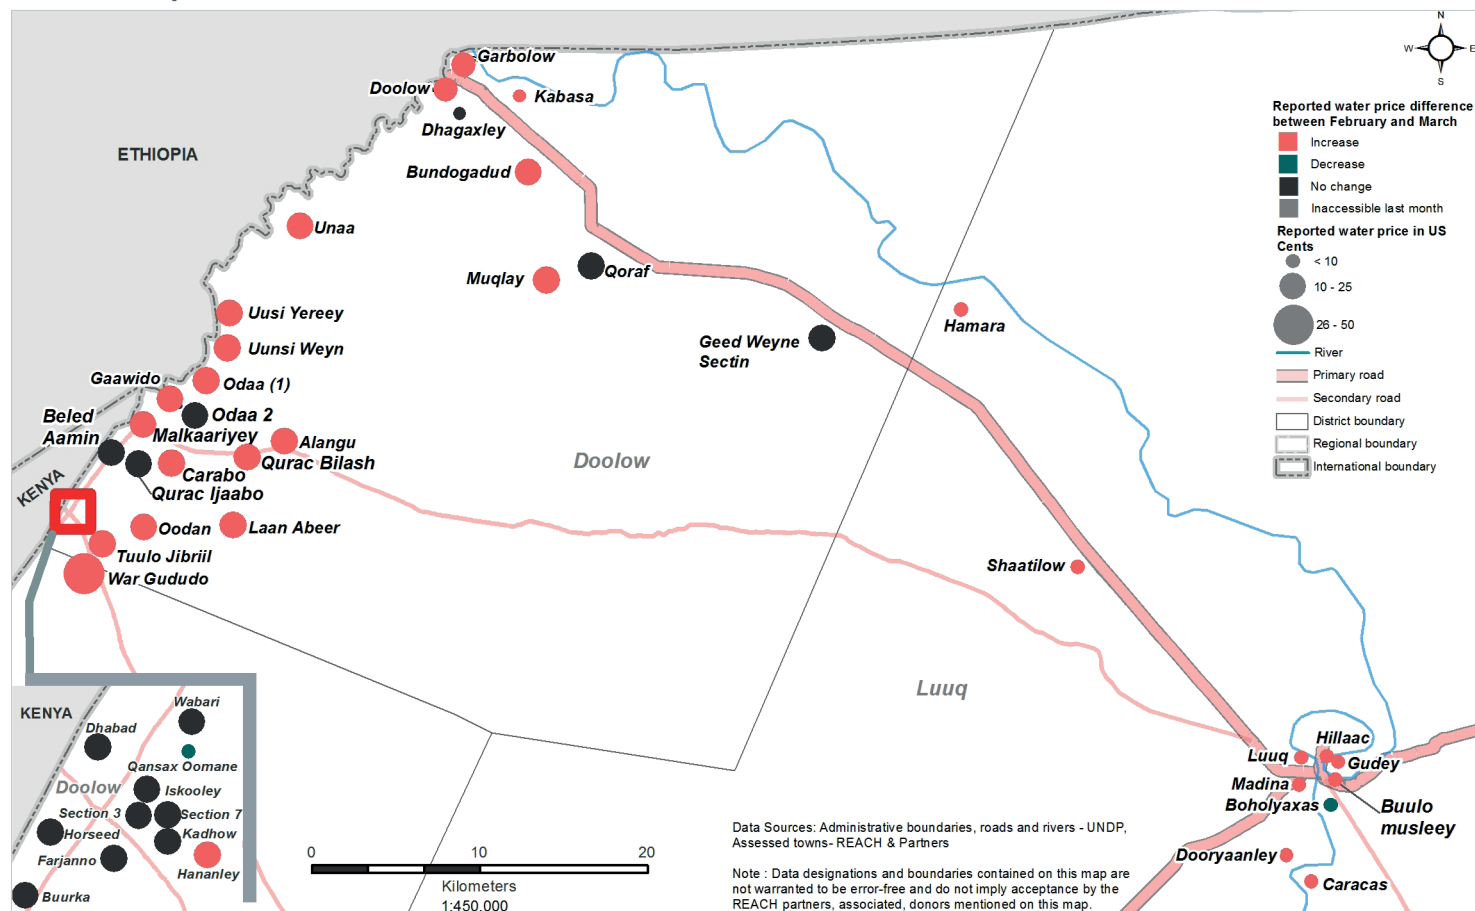 N
W
E
S
Garbolow
Doolow
Kabasa
Dhagaxley
ETHIOPIA
Bundogadud
Unaa
Muqlay
Qoraf
Uusi Yereey
Uunsi Weyn
Geed Weyne
Sectin
Hamara
Gaawido
Odaa (1)
Beled
Aamin
Odaa 2
Malkaariyey
Alangu
Qurac Bilash
Carabo
Qurac Ijaabo
KENYA
Doolow
Oodan
Laan Abeer
Tuulo Jibriil
War Gududo
Shaatilow
Luuq
Reported water price difference
between February and March
Increase
Decrease
No change
Inaccessible last month
Reported water price in US
Cents
< 10
10 - 25
26 - 50
River
Primary road
Secondary road
District boundary
Regional boundary
International boundary
KENYA
Wabari
Dhabad
Qansax Oomane
Doolow
Iskooley
Section 3
Section 7
Horseed
Kadhow
Farjanno
Hananley
Buurka
Hillaac
Luuq
Gudey
Madina
Boholyaxas
Buulo
musleey
Dooryaanley
Caracas
0
10
20
Kilometers
1:450,000
Data Sources: Administrative boundaries, roads and rivers - UNDP,
Assessed towns- REACH & Partners
Note : Data designations and boundaries contained on this map are
not warranted to be error-free and do not imply acceptance by the
REACH partners, associated, donors mentioned on this map.